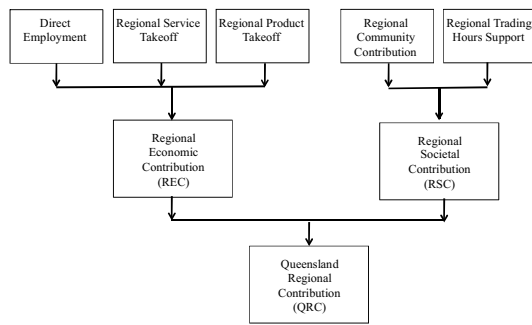 Direct
Employment
Regional Service
Takeoff
Regional Product
Takeoff
Regional
Community
Contribution
Regional Trading
Hours Support
Regional
Economic
Contribution
(REC)
Regional
Societal
Contribution
(RSC)
Queensland
Regional
Contribution
(QRC)